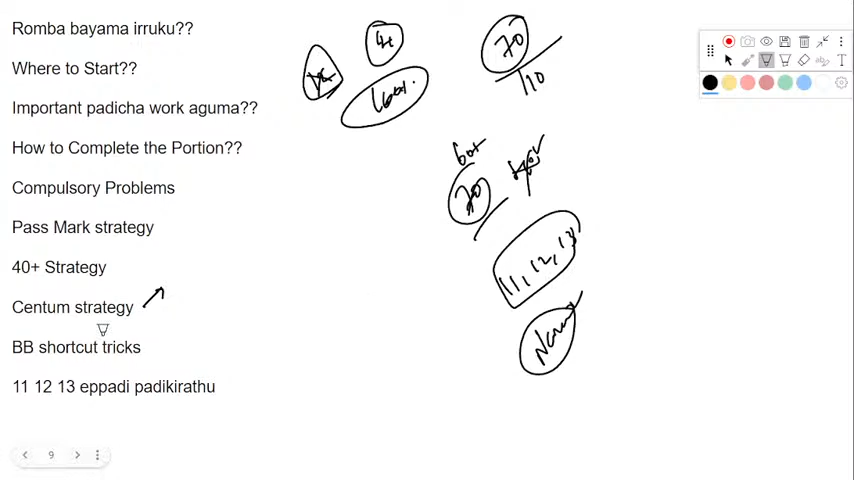 Romba bayama irruku??
Where to Start??
Important padicha work aguma??
How to Complete the Portion??
Compulsory Problems
Pass Mark strategy
40+ Strategy
Centum strategy
BB shortcut tricks
11 12 13 eppadi padikirathu
70
60+
70
11, 12, 13
9
T